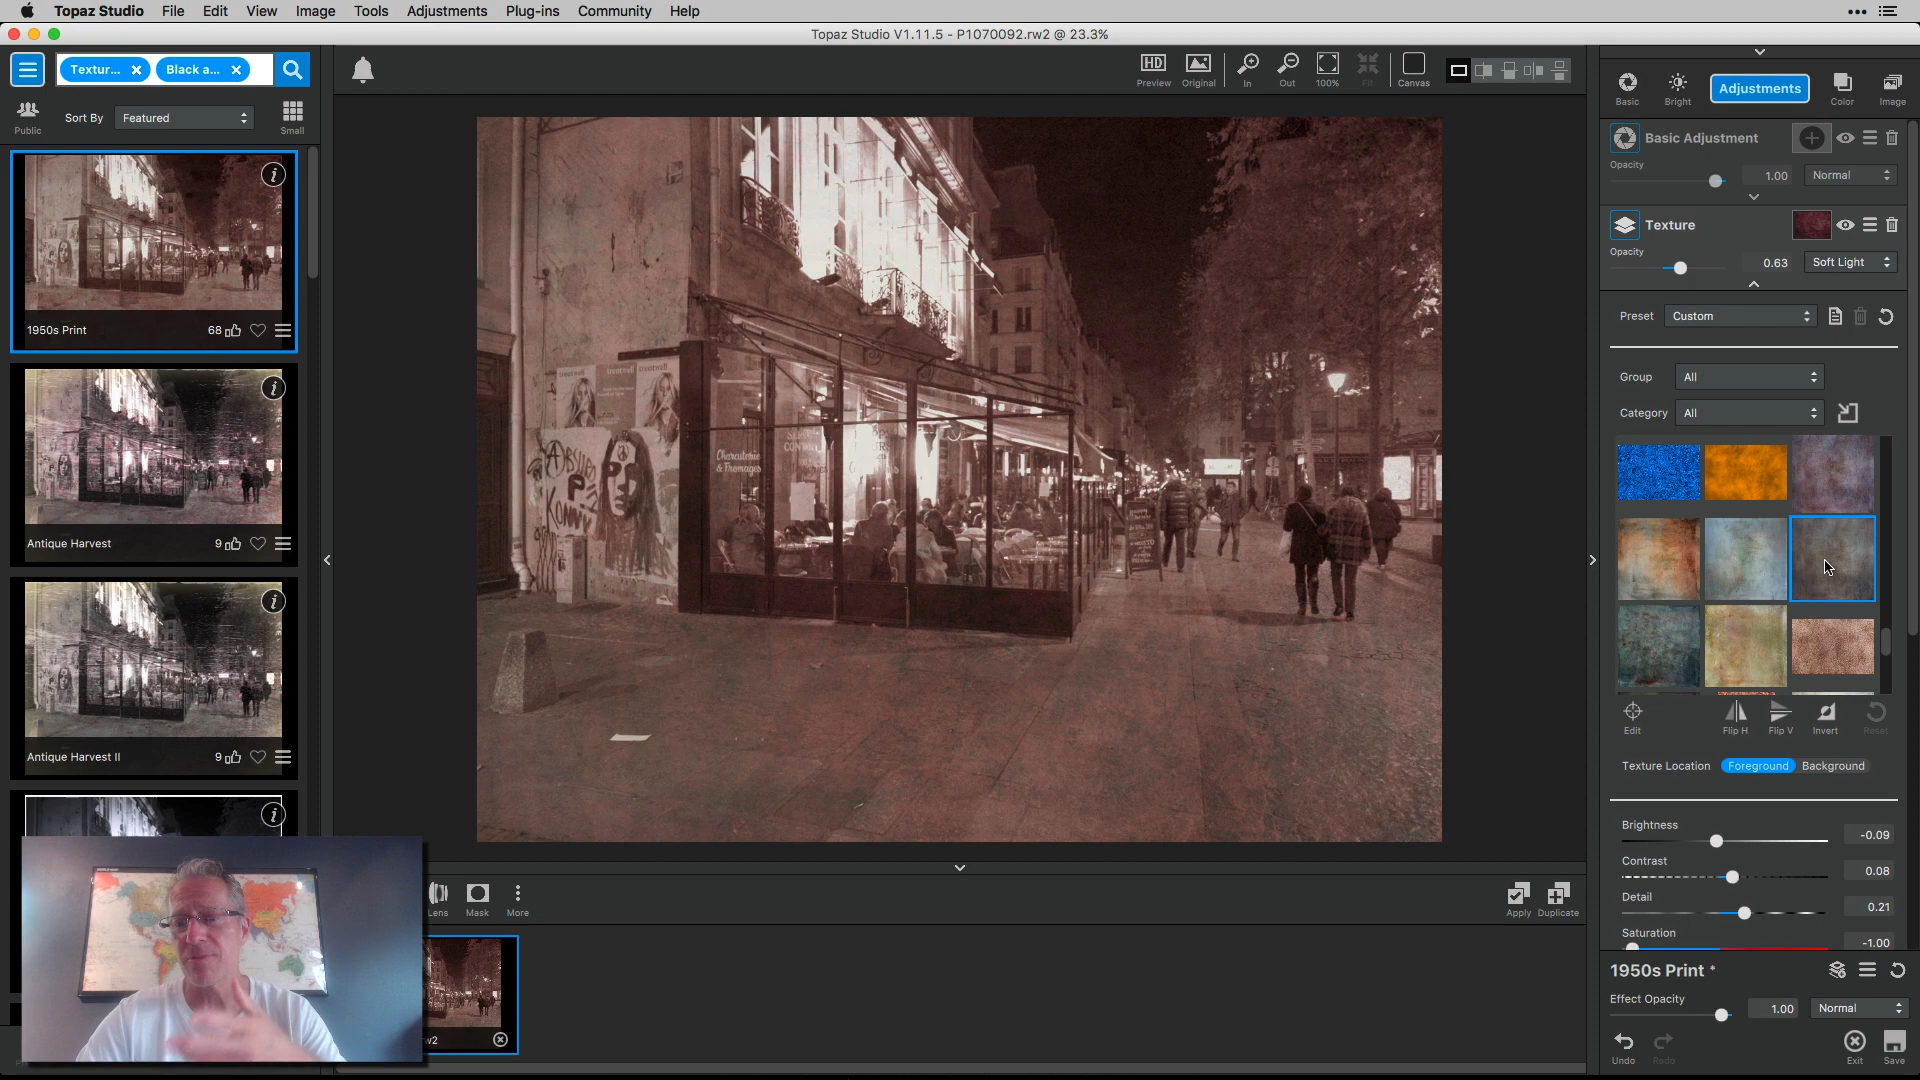 Topaz Studio File Edit View Image Tools Adjustments Plug-ins Community Help
Topaz Studio V1.11.5 - P1070092.rw2 @ 23.3%
Textur... Black a...
Public Sort By Featured Small
HD Preview Original In Out 100% Fit Canvas
Basic Bright Adjustments Color Image
Basic Adjustment
Opacity 1.00 Normal
Texture
Opacity 0.63 Soft Light
Preset Custom
Group All
Category All
Edit Flip H Flip V Invert Reset
Texture Location Foreground Background
Brightness -0.09
Contrast 0.08
Detail 0.21
Saturation -1.00
1950s Print *
Effect Opacity 1.00 Normal
Undo Redo Exit Save
1950s Print 68
Antique Harvest 9
Antique Harvest II 9
Charcuterie
& Fromages
Lens Mask More Apply Duplicate
w2